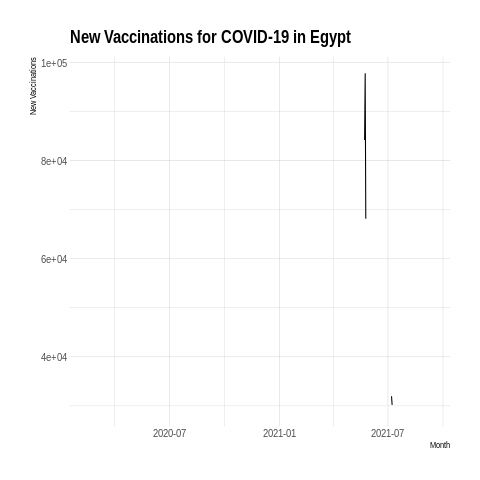 New Vaccinations for COVID-19 in Egypt
New Vaccinations
1e+05
8e+04
6e+04
4e+04
2020-07
2021-01
2021-07
Month